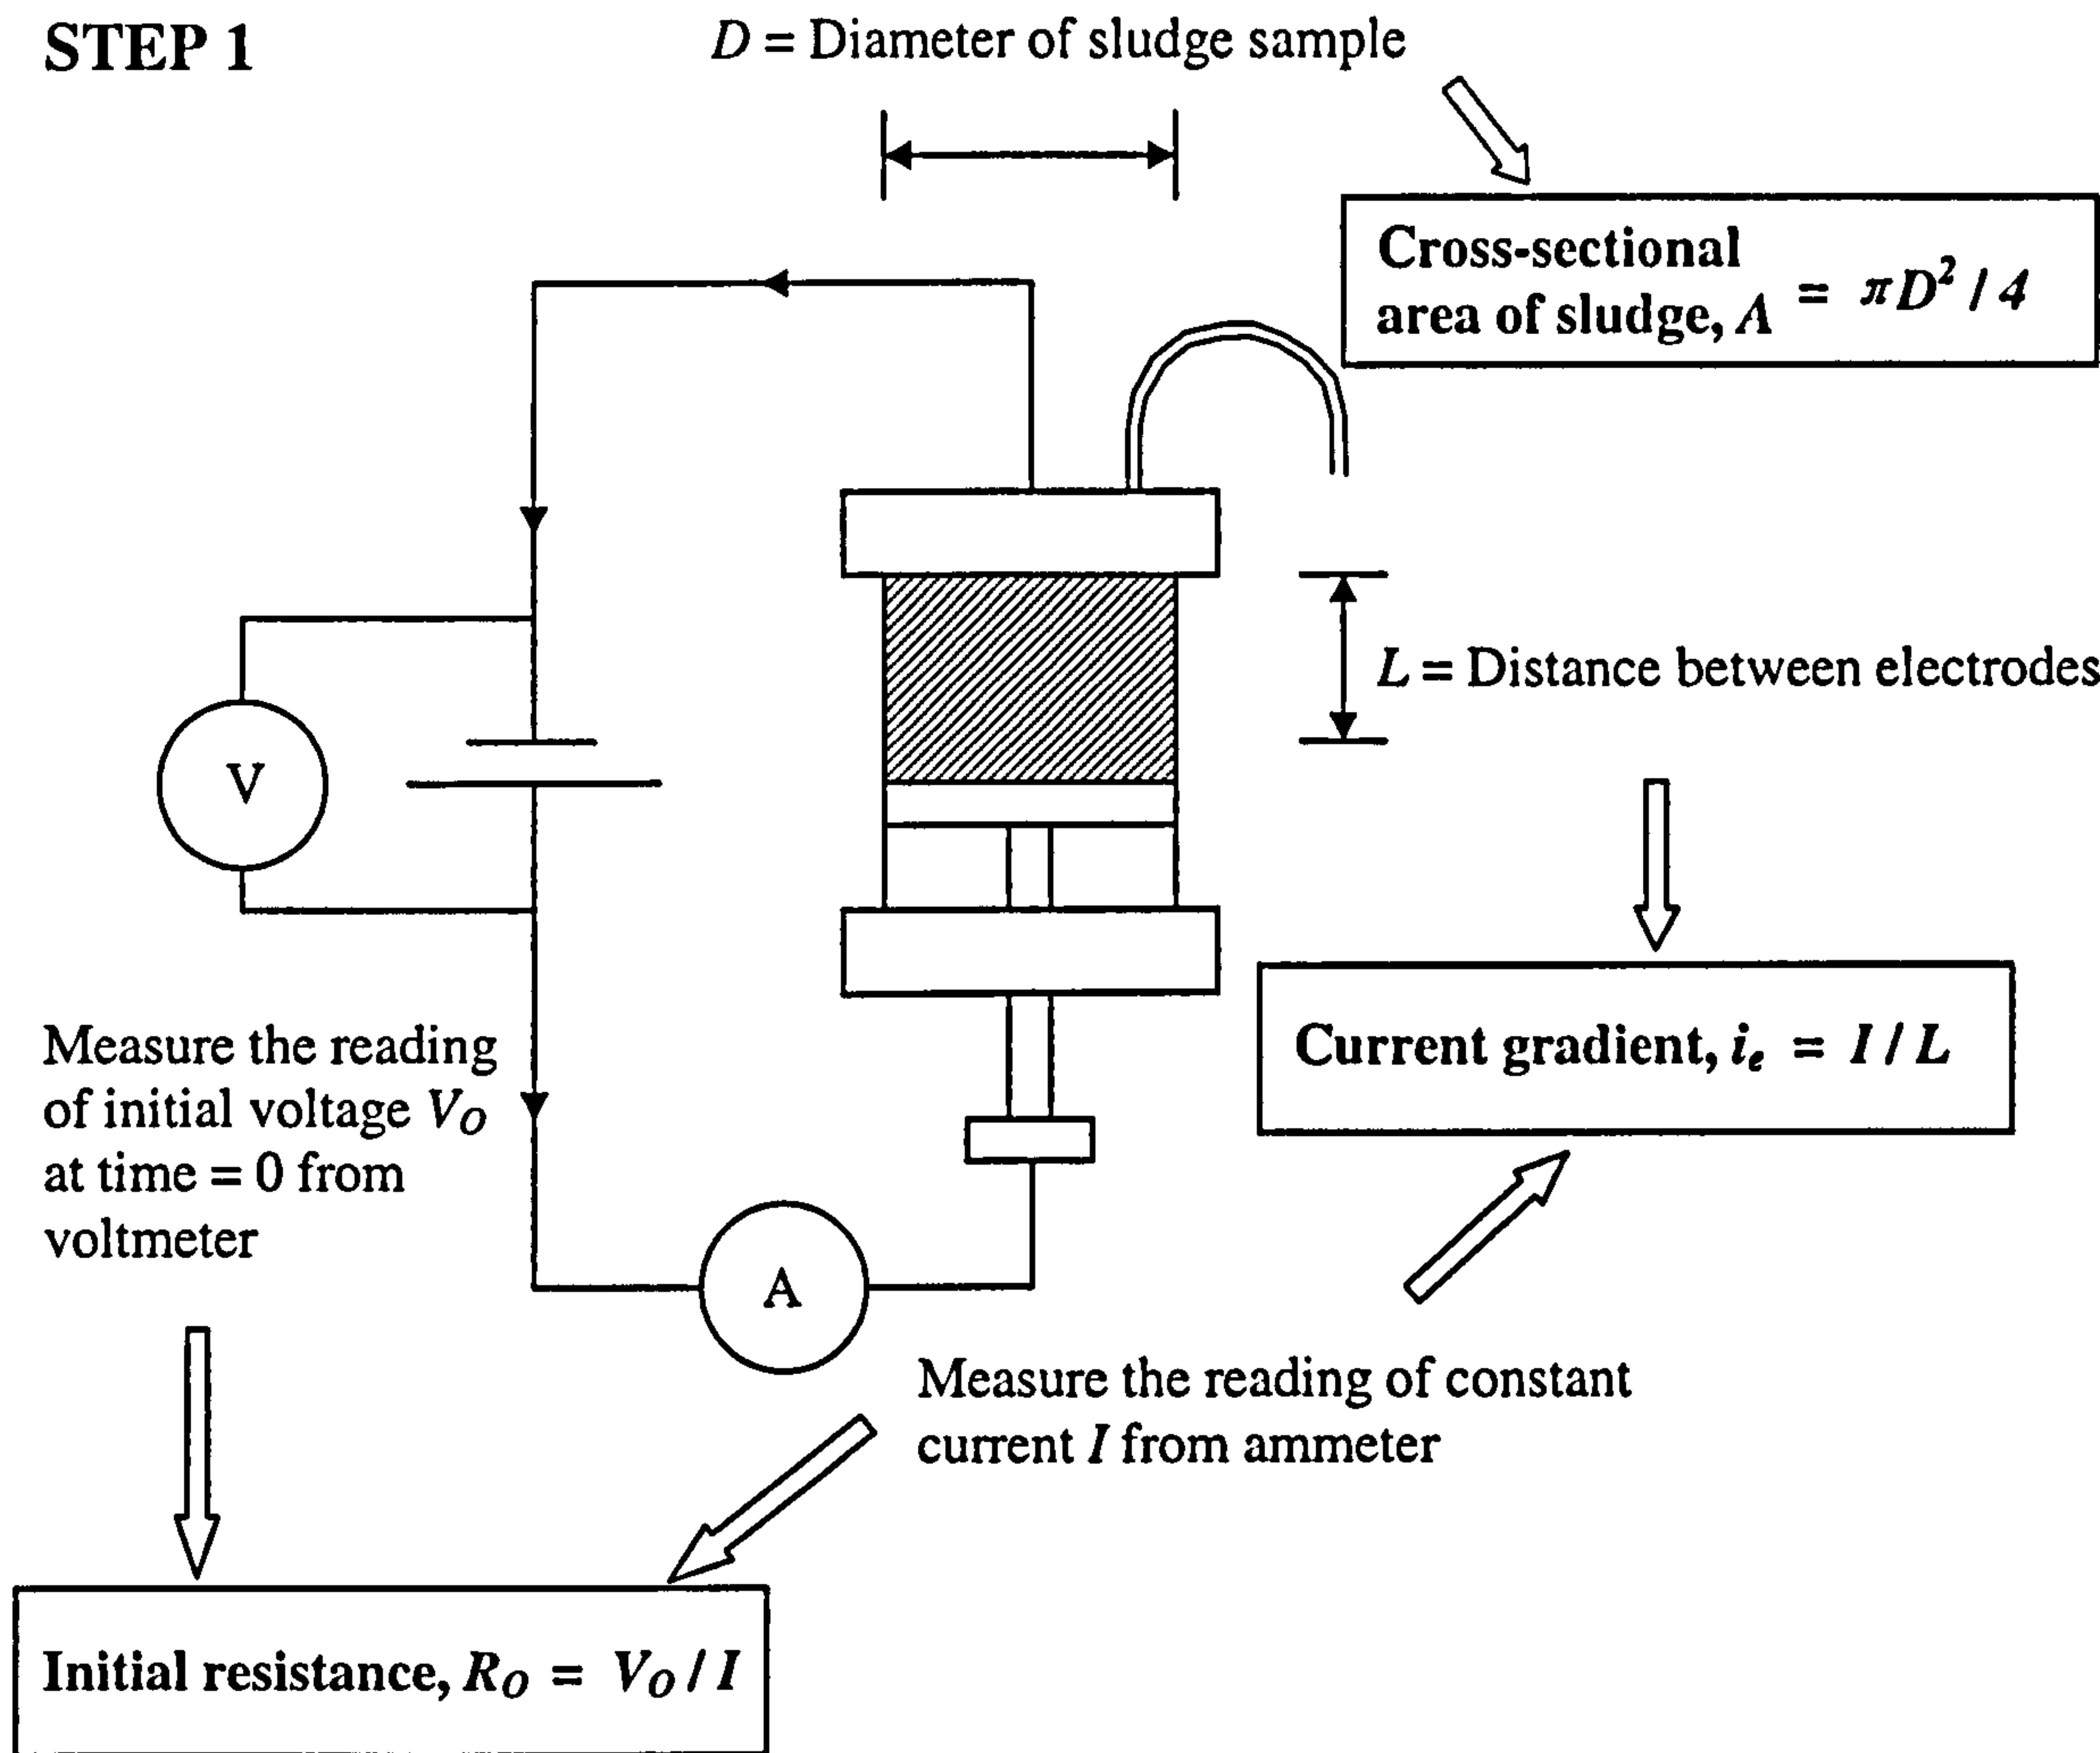 STEP 1
D = Diameter of sludge sample
Cross-sectional
area of sludge, A = πD² / 4
L = Distance between electrodes
V
Current gradient, iₑ = I / L
Measure the reading
of initial voltage V_O
at time = 0 from
voltmeter
A
Measure the reading of constant
current I from ammeter
Initial resistance, R_O = V_O / I